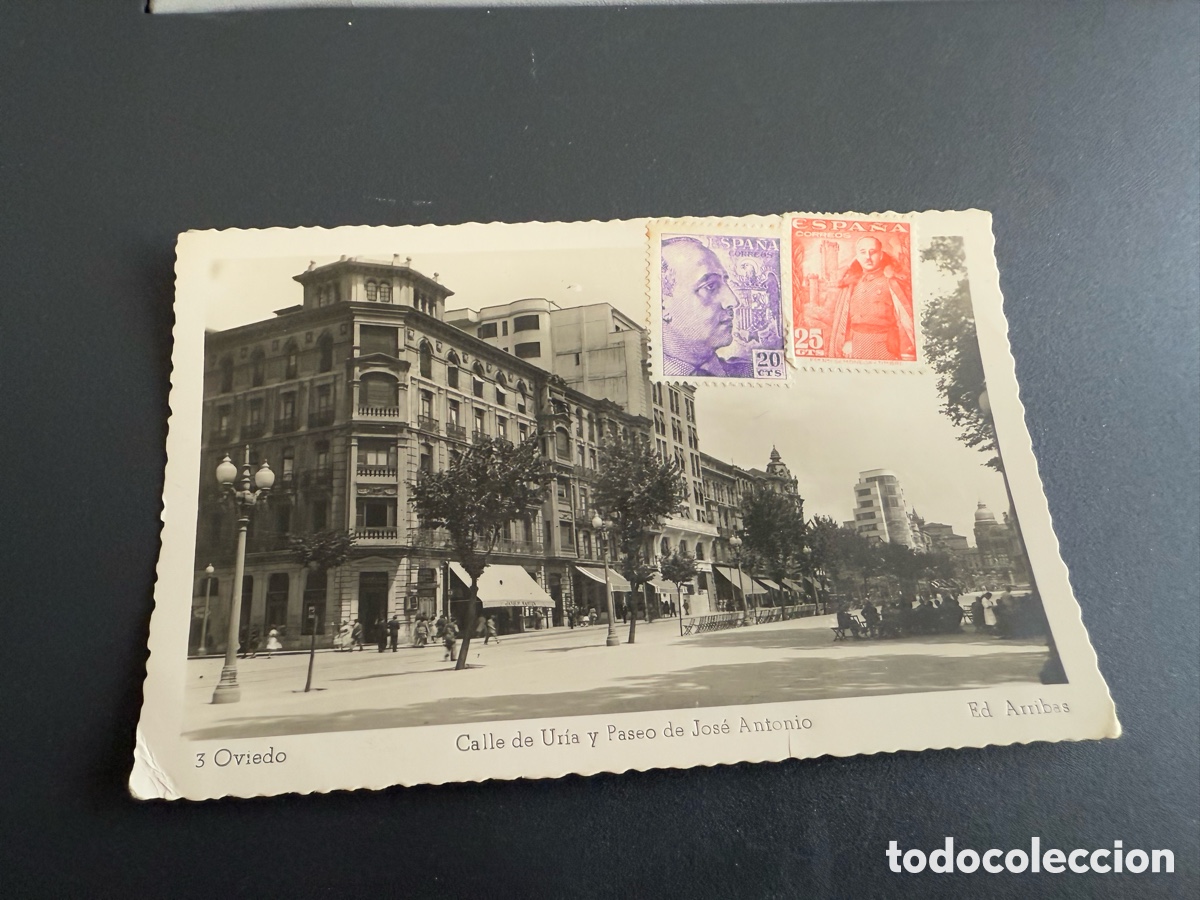 ESPAÑA
CORREOS
20
CTS
ESPAÑA
CORREOS
25
CTS
3 Oviedo
Calle de Uría y Paseo de José Antonio
Ed Arribas
todocoleccion